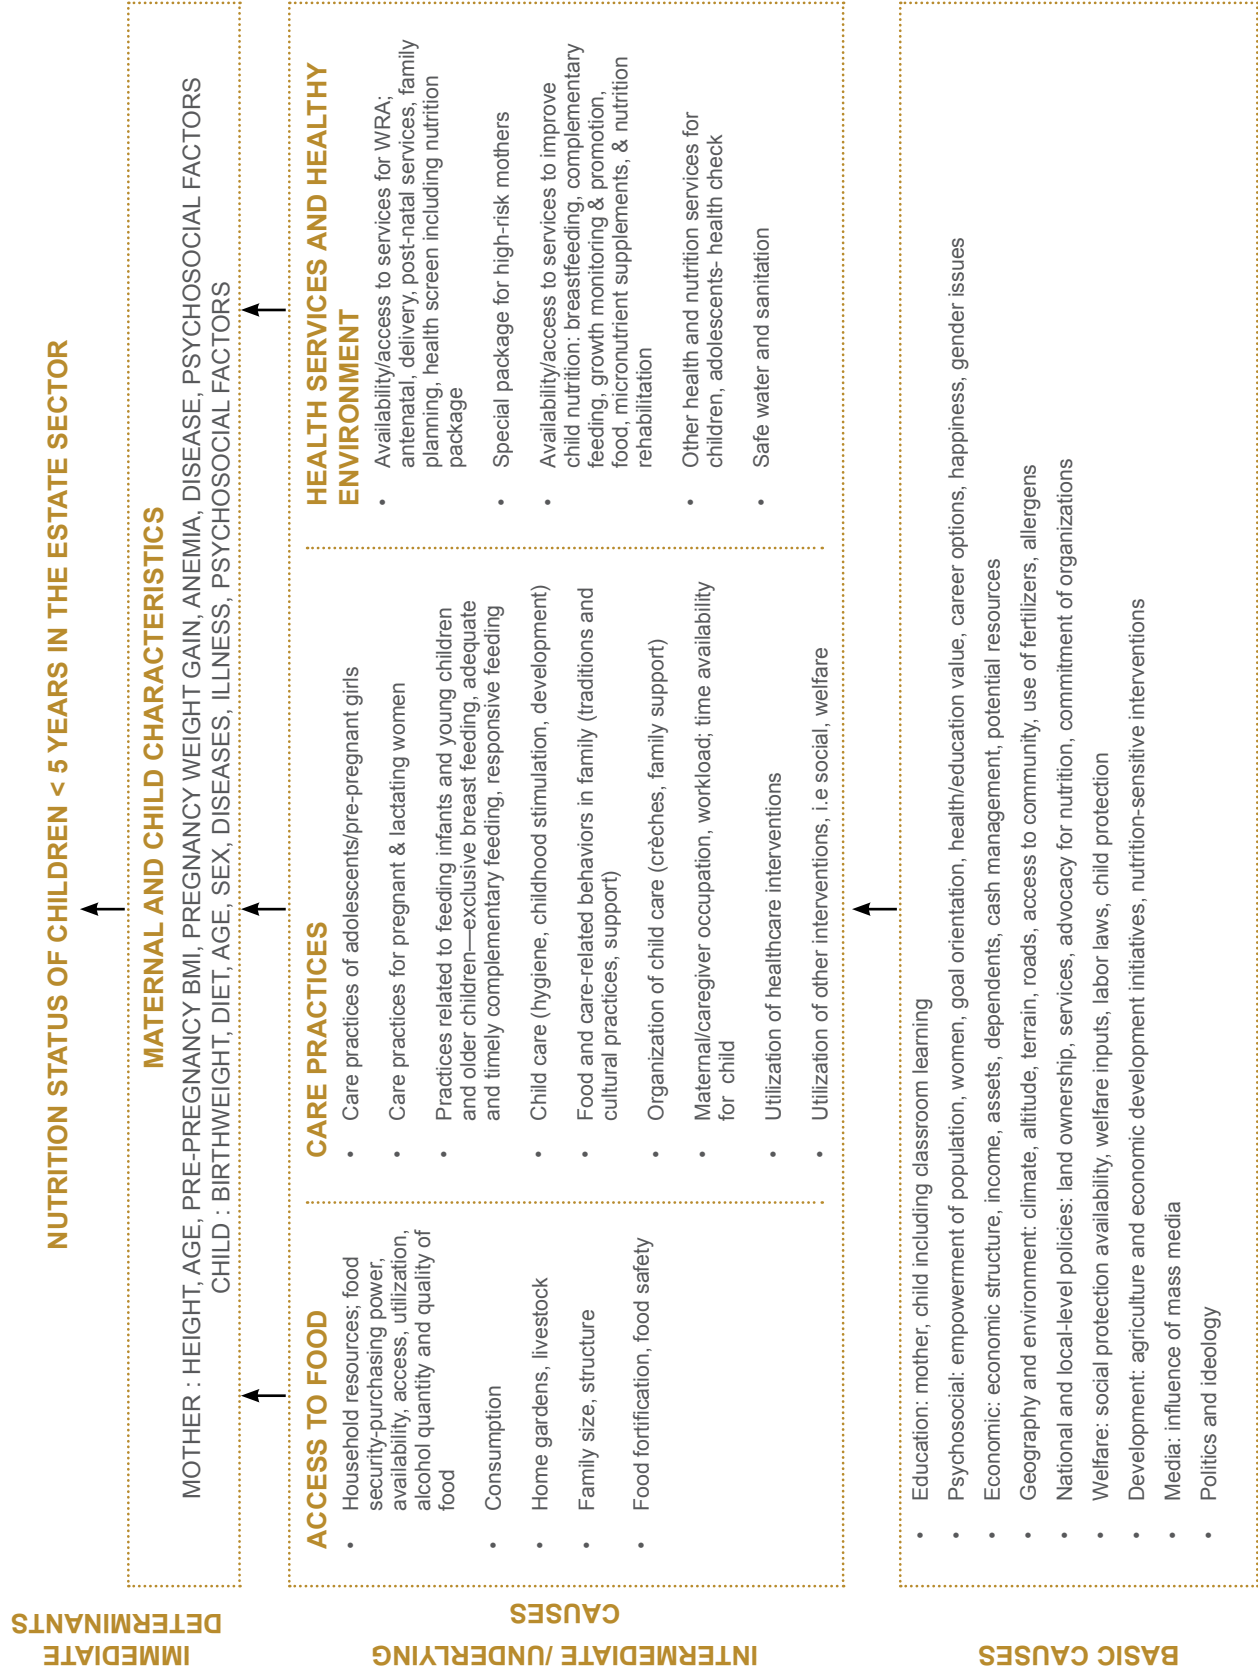 NUTRITION STATUS OF CHILDREN < 5 YEARS IN THE ESTATE SECTOR
IMMEDIATE
DETERMINANTS
MATERNAL AND CHILD CHARACTERISTICS
MOTHER : HEIGHT, AGE, PRE-PREGNANCY BMI, PREGNANCY WEIGHT GAIN, ANEMIA, DISEASE, PSYCHOSOCIAL FACTORS
CHILD : BIRTHWEIGHT, DIET, AGE, SEX, DISEASES, ILLNESS, PSYCHOSOCIAL FACTORS
INTERMEDIATE /UNDERLYING
CAUSES
ACCESS TO FOOD
• Household resources; food
security-purchasing power,
availability, access, utilization,
alcohol quantity and quality of
food
• Consumption
• Home gardens, livestock
• Family size, structure
• Food fortification, food safety
CARE PRACTICES
• Care practices of adolescents/pre-pregnant girls
• Care practices for pregnant & lactating women
• Practices related to feeding infants and young children
and older children—exclusive breast feeding, adequate
and timely complementary feeding, responsive feeding
• Child care (hygiene, childhood stimulation, development)
• Food and care-related behaviors in family (traditions and
cultural practices, support)
• Organization of child care (crèches, family support)
• Maternal/caregiver occupation, workload; time availability
for child
• Utilization of healthcare interventions
• Utilization of other interventions, i.e social, welfare
HEALTH SERVICES AND HEALTHY
ENVIRONMENT
• Availability/access to services for WRA;
antenatal, delivery, post-natal services, family
planning, health screen including nutrition
package
• Special package for high-risk mothers
• Availability/access to services to improve
child nutrition: breastfeeding, complementary
feeding, growth monitoring & promotion,
food, micronutrient supplements, & nutrition
rehabilitation
• Other health and nutrition services for
children, adolescents- health check
• Safe water and sanitation
BASIC CAUSES
• Education: mother, child including classroom learning
• Psychosocial: empowerment of population, women, goal orientation, health/education value, career options, happiness, gender issues
• Economic: economic structure, income, assets, dependents, cash management, potential resources
• Geography and environment: climate, altitude, terrain, roads, access to community, use of fertilizers, allergens
• National and local-level policies: land ownership, services, advocacy for nutrition, commitment of organizations
• Welfare: social protection availability, welfare inputs, labor laws, child protection
• Development: agriculture and economic development initiatives, nutrition-sensitive interventions
• Media: influence of mass media
• Politics and ideology